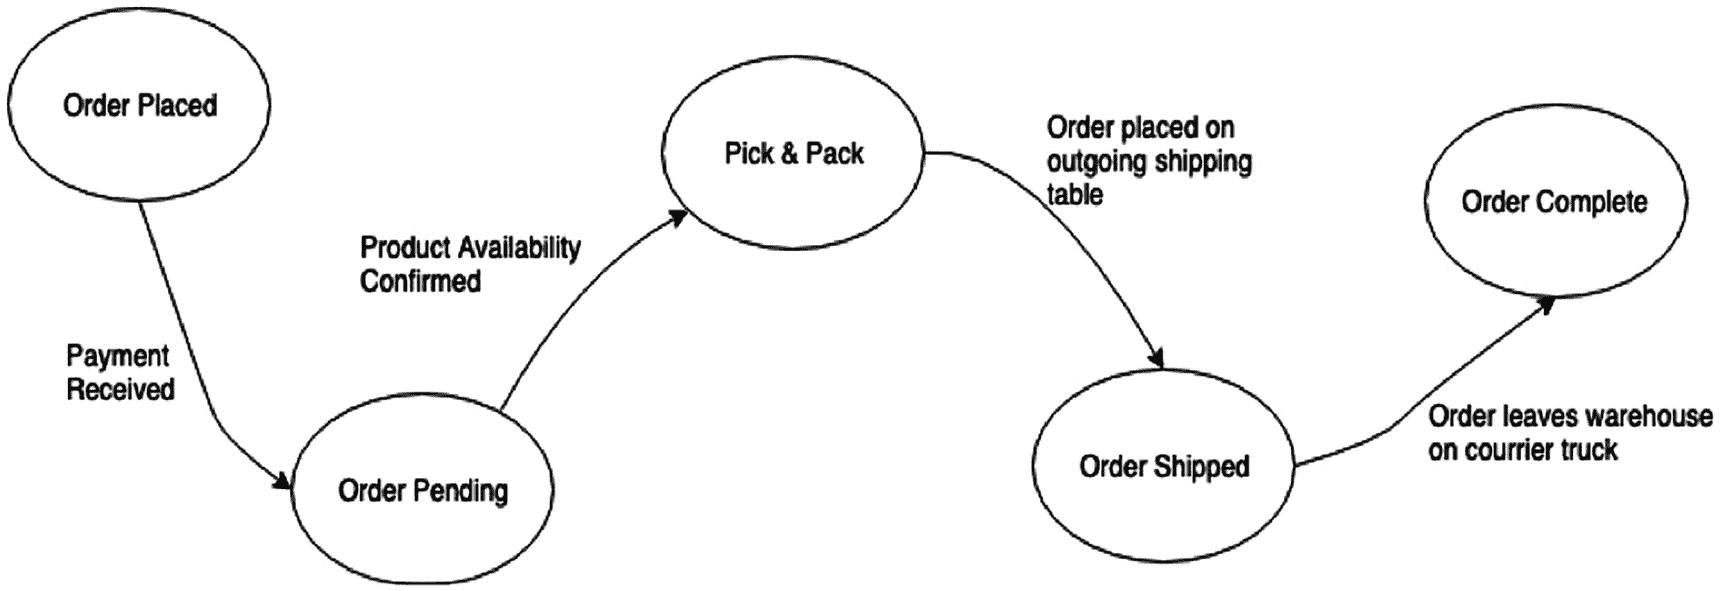 Order Placed
Payment
Received
Order Pending
Product Availability
Confirmed
Pick & Pack
Order placed on
outgoing shipping
table
Order Shipped
Order leaves warehouse
on courrier truck
Order Complete